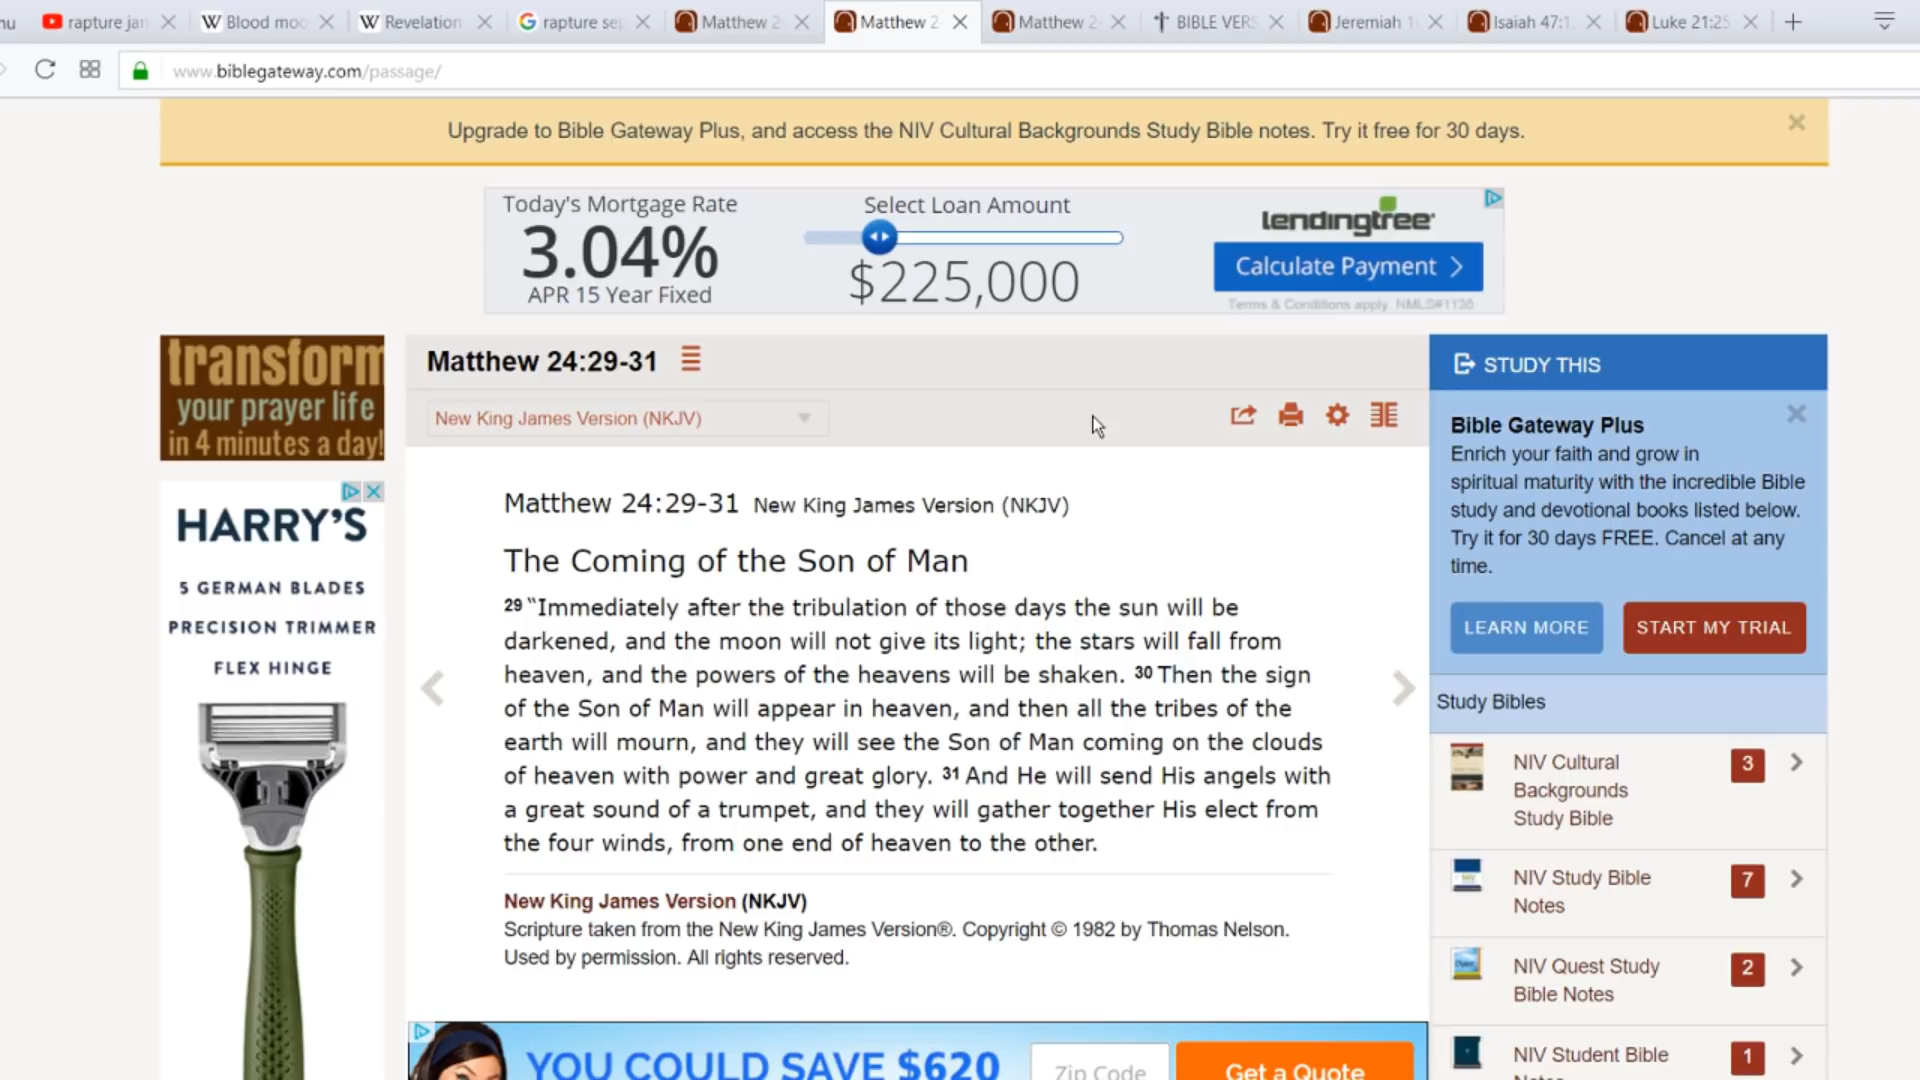 nu
rapture jan
Blood moo
Revelation
rapture sep
Matthew 2
Matthew 2
Matthew 2
BIBLE VERS
Jeremiah 1
Isaiah 47:1
Luke 21:25
www.biblegateway.com/passage/
Upgrade to Bible Gateway Plus, and access the NIV Cultural Backgrounds Study Bible notes. Try it free for 30 days.
Today's Mortgage Rate
3.04%
APR 15 Year Fixed
Select Loan Amount
$225,000
lendingtree
Calculate Payment
Terms & Conditions apply. NMLS#1136
transform
your prayer life
in 4 minutes a day!
HARRY'S
5 GERMAN BLADES
PRECISION TRIMMER
FLEX HINGE
Matthew 24:29-31
New King James Version (NKJV)
Matthew 24:29-31 New King James Version (NKJV)
The Coming of the Son of Man
29 “Immediately after the tribulation of those days the sun will be
darkened, and the moon will not give its light; the stars will fall from
heaven, and the powers of the heavens will be shaken. 30 Then the sign
of the Son of Man will appear in heaven, and then all the tribes of the
earth will mourn, and they will see the Son of Man coming on the clouds
of heaven with power and great glory. 31 And He will send His angels with
a great sound of a trumpet, and they will gather together His elect from
the four winds, from one end of heaven to the other.
New King James Version (NKJV)
Scripture taken from the New King James Version®. Copyright © 1982 by Thomas Nelson.
Used by permission. All rights reserved.
YOU COULD SAVE $620
Zip Code
Get a Quote
STUDY THIS
Bible Gateway Plus
Enrich your faith and grow in
spiritual maturity with the incredible Bible
study and devotional books listed below.
Try it for 30 days FREE. Cancel at any
time.
LEARN MORE
START MY TRIAL
Study Bibles
NIV Cultural
Backgrounds
Study Bible
3
NIV Study Bible
Notes
7
NIV Quest Study
Bible Notes
2
NIV Student Bible
1